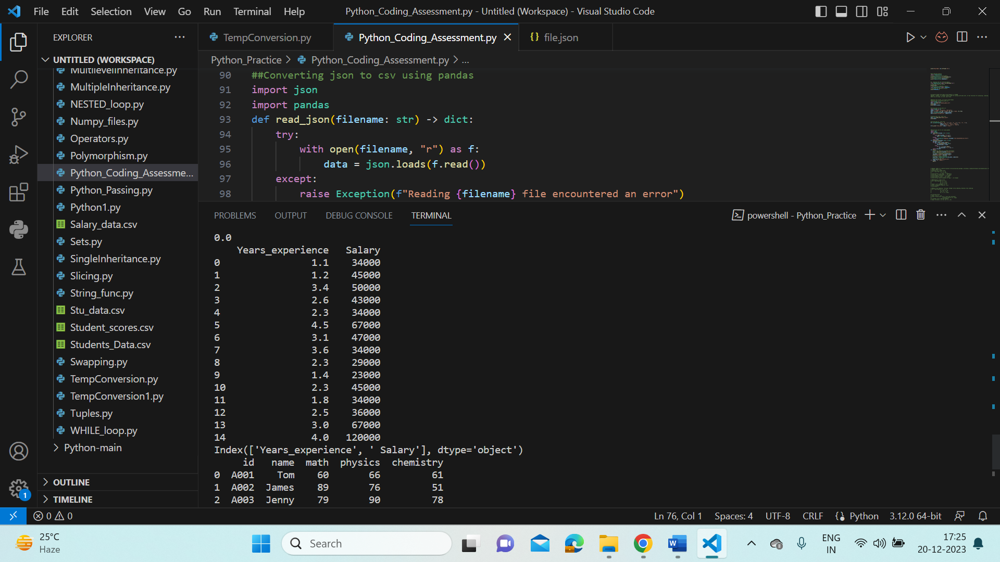 File Edit Selection View Go Run Terminal Help Python_Coding_Assessment.py - Untitled (Workspace) - Visual Studio Code
EXPLORER
UNTITLED (WORKSPACE)
MultilevelInheritance.py
MultipleInheritance.py
NESTED_loop.py
Numpy_files.py
Operators.py
Polymorphism.py
Python_Coding_Assessme...
Python_Passing.py
Python1.py
Salary_data.csv
Sets.py
SingleInheritance.py
Slicing.py
String_func.py
Stu_data.csv
Student_scores.csv
Students_Data.csv
Swapping.py
TempConversion.py
TempConversion1.py
Tuples.py
WHILE_loop.py
Python-main
OUTLINE
TIMELINE
1
TempConversion.py Python_Coding_Assessment.py {} file.json
Python_Practice > Python_Coding_Assessment.py > ...
90 ##Converting json to csv using pandas
91 import json
92 import pandas
93 def read_json(filename: str) -> dict:
94 try:
95 with open(filename, "r") as f:
96 data = json.loads(f.read())
97 except:
98 raise Exception(f"Reading {filename} file encountered an error")
PROBLEMS OUTPUT DEBUG CONSOLE TERMINAL powershell - Python_Practice
0.0
Years_experience Salary
0 1.1 34000
1 1.2 45000
2 3.4 50000
3 2.6 43000
4 2.3 34000
5 4.5 67000
6 3.1 47000
7 3.6 34000
8 2.3 29000
9 1.4 23000
10 2.3 45000
11 1.8 34000
12 2.5 36000
13 3.0 67000
14 4.0 120000
Index(['Years_experience', ' Salary'], dtype='object')
id name math physics chemistry
0 A001 Tom 60 66 61
1 A002 James 89 76 51
2 A003 Jenny 79 90 78
0 0 Ln 76, Col 1 Spaces: 4 UTF-8 CRLF Python 3.12.0 64-bit
25°C
Haze
Search
ENG
IN
17:25
20-12-2023